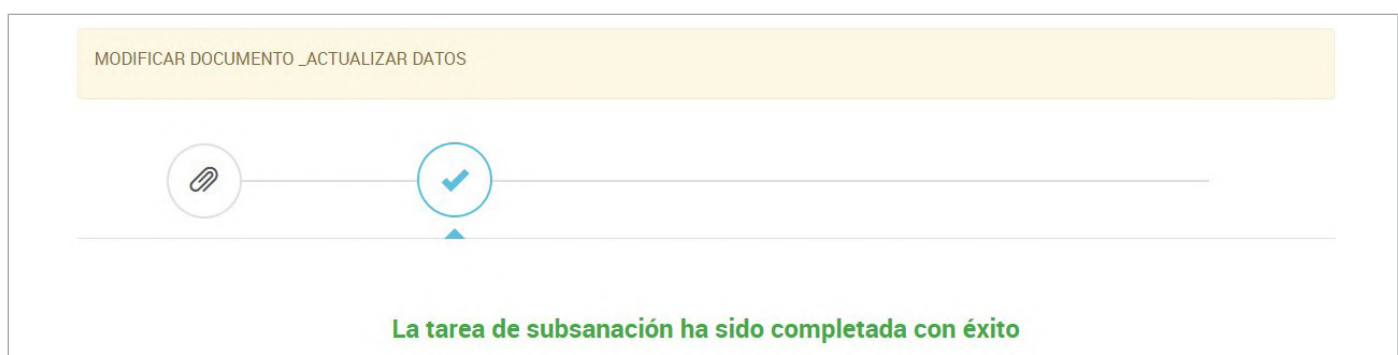 MODIFICAR DOCUMENTO _ACTUALIZAR DATOS
La tarea de subsanación ha sido completada con éxito